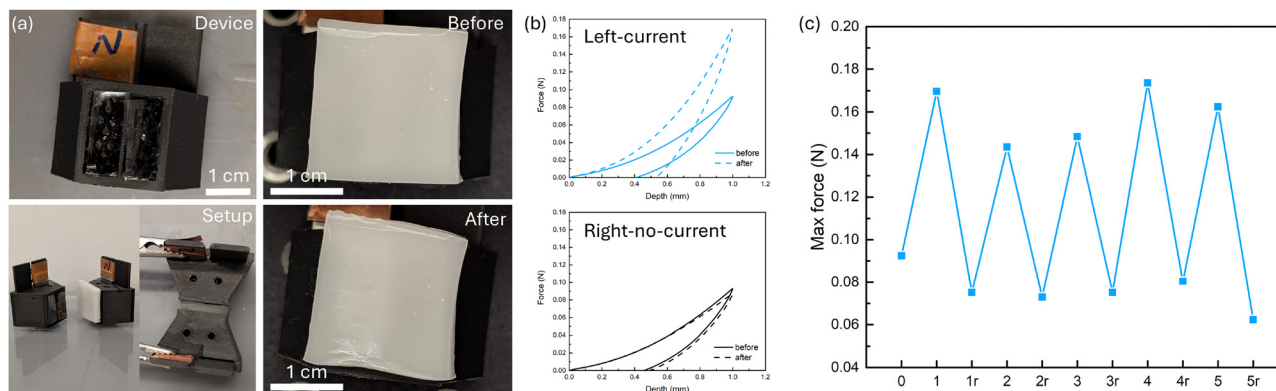 (a)
Device
N
1 cm
Before
1 cm
Setup
N
After
1 cm
(b)
Left-current
Force (N)
0.18
0.16
0.14
0.12
0.10
0.08
0.06
0.04
0.02
0.00
before
after
0.0 0.2 0.4 0.6 0.8 1.0 1.2
Depth (mm)
Right-no-current
Force (N)
0.18
0.16
0.14
0.12
0.10
0.08
0.06
0.04
0.02
0.00
before
after
0.0 0.2 0.4 0.6 0.8 1.0 1.2
Depth (mm)
(c)
Max force (N)
0.20
0.18
0.16
0.14
0.12
0.10
0.08
0.06
0.04
0 1 1r 2 2r 3 3r 4 4r 5 5r